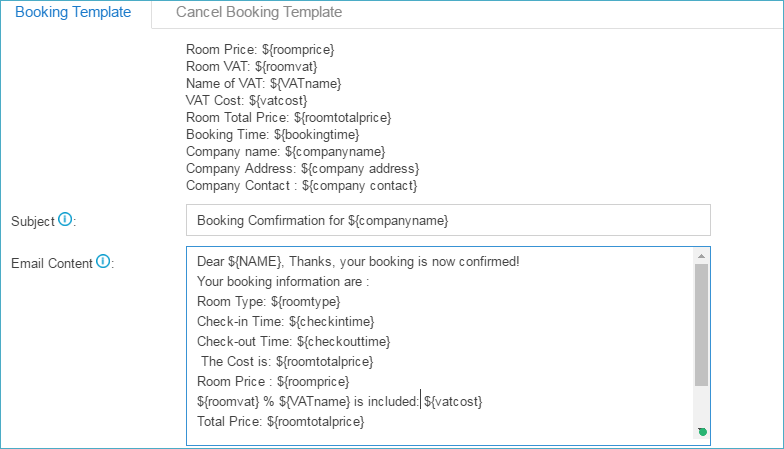 Booking Template Cancel Booking Template
Room Price: ${roomprice}
Room VAT: ${roomvat}
Name of VAT: ${VATname}
VAT Cost: ${vatcost}
Room Total Price: ${roomtotalprice}
Booking Time: ${bookingtime}
Company name: ${companyname}
Company Address: ${company address}
Company Contact : ${company contact}
Subject i:
Booking Comfirmation for ${companyname}
Email Content i:
Dear ${NAME}, Thanks, your booking is now confirmed!
Your booking information are :
Room Type: ${roomtype}
Check-in Time: ${checkintime}
Check-out Time: ${checkouttime}
The Cost is: ${roomtotalprice}
Room Price : ${roomprice}
${roomvat} % ${VATname} is included: ${vatcost}
Total Price: ${roomtotalprice}